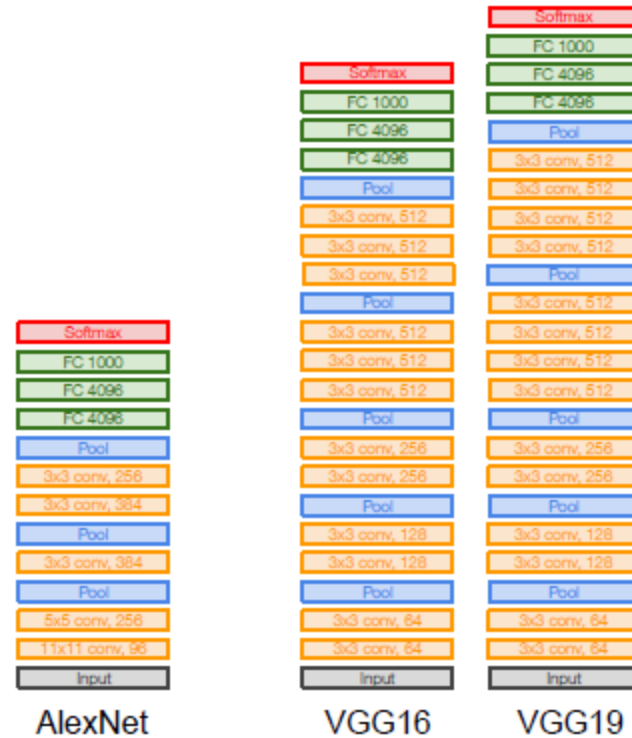 Softmax
FC 1000
FC 4096
FC 4096
Pool
3x3 conv, 256
3x3 conv, 384
Pool
3x3 conv, 384
Pool
5x5 conv, 256
11x11 conv, 96
Input
AlexNet
Softmax
FC 1000
FC 4096
FC 4096
Pool
3x3 conv, 512
3x3 conv, 512
3x3 conv, 512
Pool
3x3 conv, 512
3x3 conv, 512
3x3 conv, 512
Pool
3x3 conv, 256
3x3 conv, 256
Pool
3x3 conv, 128
3x3 conv, 128
Pool
3x3 conv, 64
3x3 conv, 64
Input
VGG16
Softmax
FC 1000
FC 4096
FC 4096
Pool
3x3 conv, 512
3x3 conv, 512
3x3 conv, 512
3x3 conv, 512
Pool
3x3 conv, 512
3x3 conv, 512
3x3 conv, 512
3x3 conv, 512
Pool
3x3 conv, 256
3x3 conv, 256
Pool
3x3 conv, 128
3x3 conv, 128
Pool
3x3 conv, 64
3x3 conv, 64
Input
VGG19